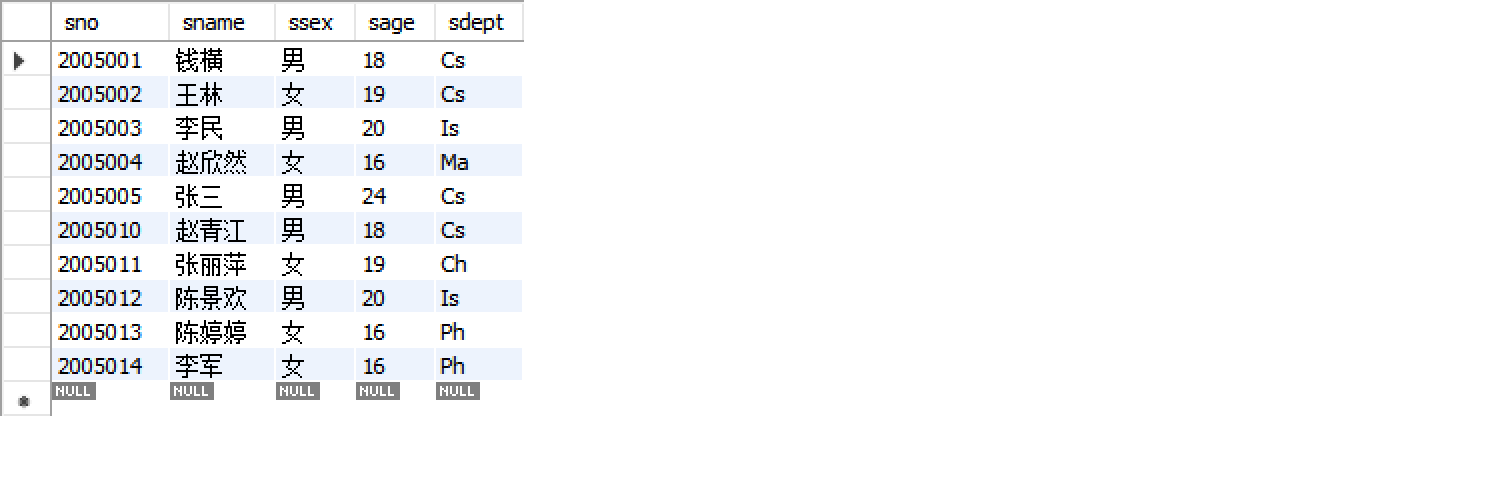 sno sname ssex sage sdept
2005001 钱横 男 18 Cs
2005002 王林 女 19 Cs
2005003 李民 男 20 Is
2005004 赵欣然 女 16 Ma
2005005 张三 男 24 Cs
2005010 赵青江 男 18 Cs
2005011 张丽萍 女 19 Ch
2005012 陈景欢 男 20 Is
2005013 陈婷婷 女 16 Ph
2005014 李军 女 16 Ph
NULL NULL NULL NULL NULL